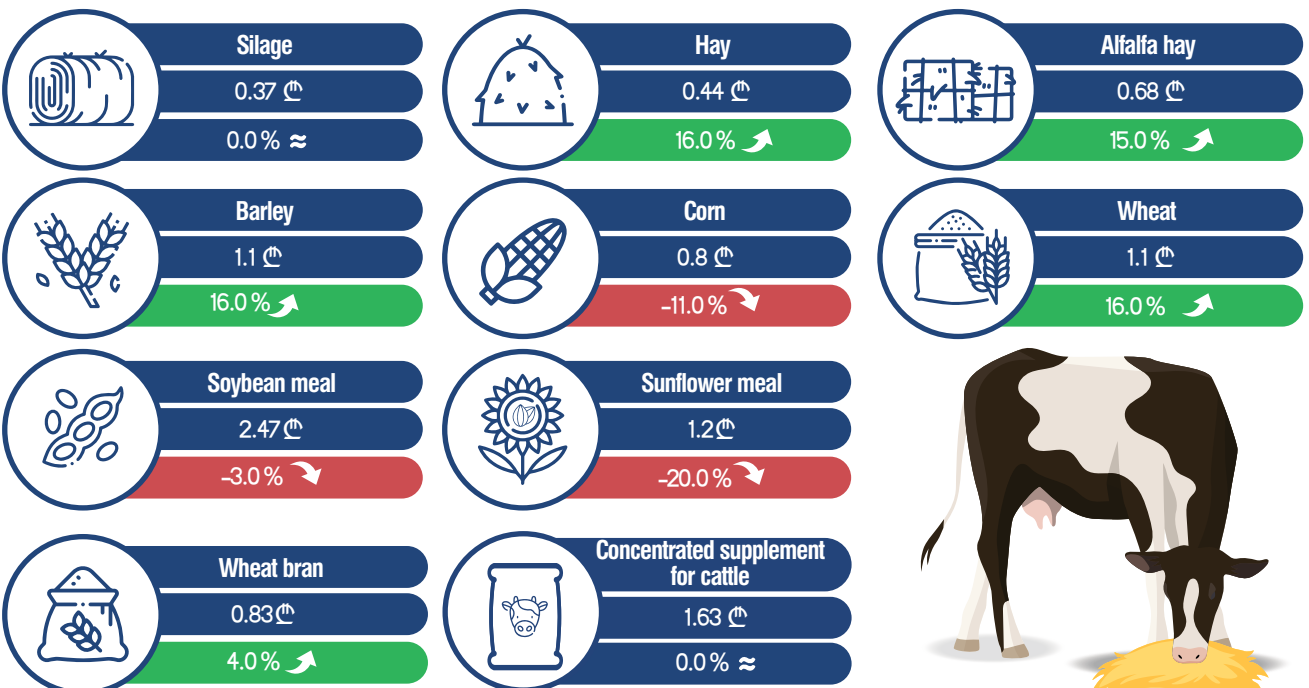 Silage
0.37 ₾
0.0 % ≈
Hay
0.44 ₾
16.0 %
Alfalfa hay
0.68 ₾
15.0 %
Barley
1.1 ₾
16.0 %
Corn
0.8 ₾
-11.0 %
Wheat
1.1 ₾
16.0 %
Soybean meal
2.47 ₾
-3.0 %
Sunflower meal
1.2 ₾
-20.0 %
Wheat bran
0.83 ₾
4.0 %
Concentrated supplement
for cattle
1.63 ₾
0.0 % ≈